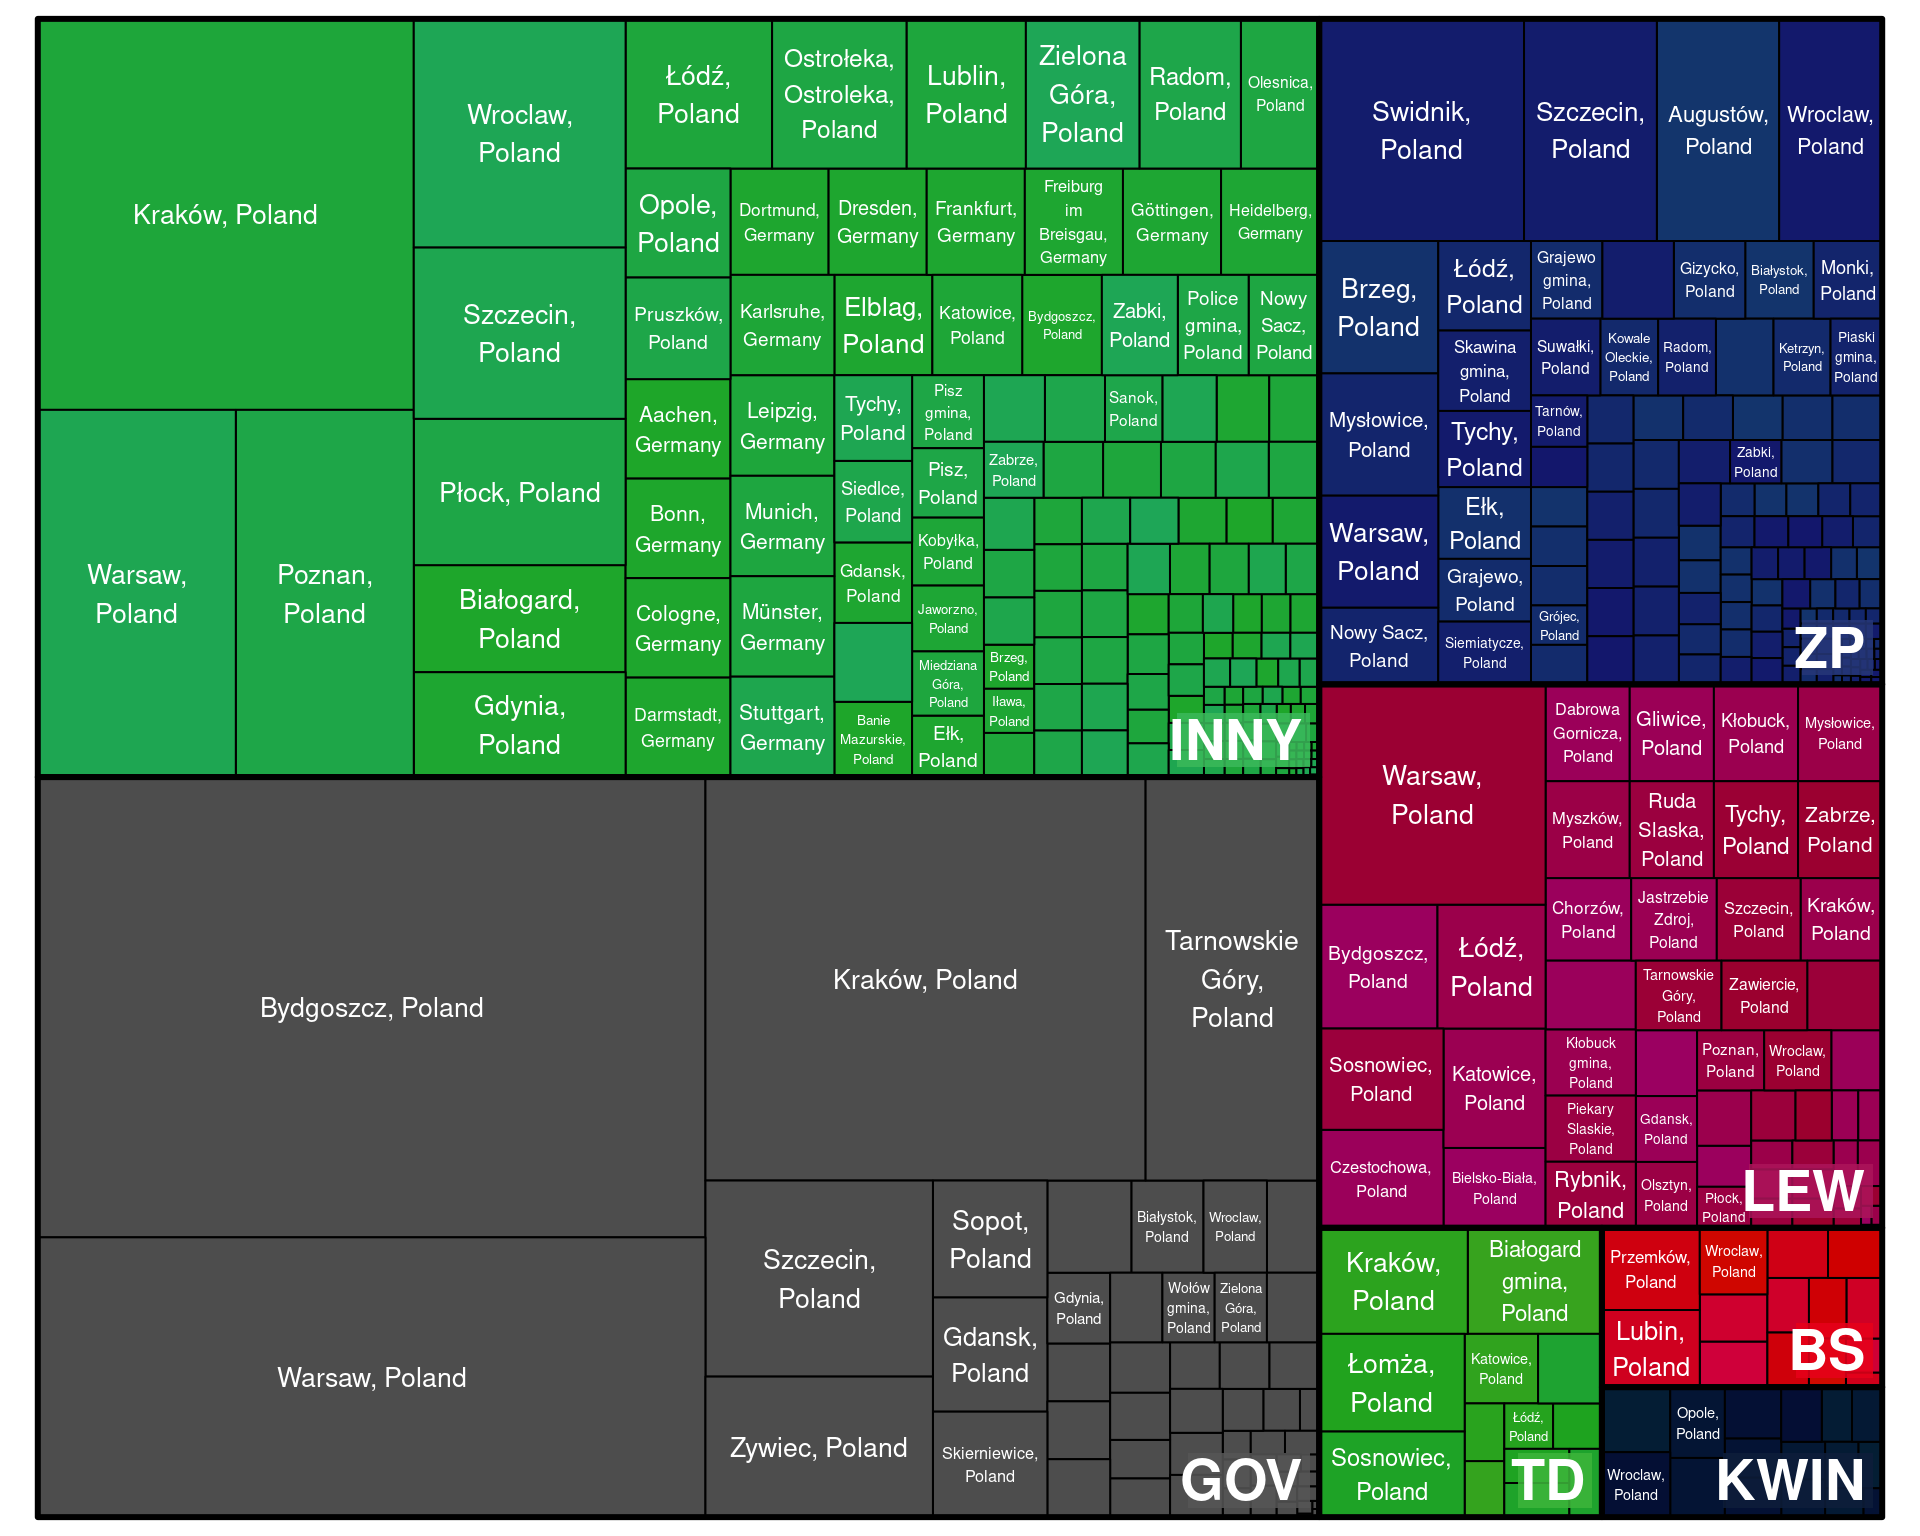 Kraków, Poland
Wroclaw,
Poland
Szczecin,
Poland
Warsaw,
Poland
Poznan,
Poland
Płock, Poland
Białogard,
Poland
Gdynia,
Poland
Łódź,
Poland
Ostrołeka,
Ostroleka,
Poland
Lublin,
Poland
Zielona
Góra,
Poland
Radom,
Poland
Olesnica,
Poland
Opole,
Poland
Dortmund,
Germany
Dresden,
Germany
Frankfurt,
Germany
Freiburg
im
Breisgau,
Germany
Göttingen,
Germany
Heidelberg,
Germany
Pruszków,
Poland
Karlsruhe,
Germany
Elblag,
Poland
Katowice,
Poland
Bydgoszcz,
Poland
Zabki,
Poland
Police
gmina,
Poland
Nowy
Sacz,
Poland
Aachen,
Germany
Bonn,
Germany
Cologne,
Germany
Darmstadt,
Germany
Leipzig,
Germany
Munich,
Germany
Münster,
Germany
Stuttgart,
Germany
Tychy,
Poland
Siedlce,
Poland
Gdansk,
Poland
Banie
Mazurskie,
Poland
Pisz
gmina,
Poland
Pisz,
Poland
Kobyłka,
Poland
Jaworzno,
Poland
Miedziana
Góra,
Poland
Ełk,
Poland
Sanok,
Poland
Zabrze,
Poland
Brzeg,
Poland
Iława,
Poland
INNY
Swidnik,
Poland
Szczecin,
Poland
Augustów,
Poland
Wroclaw,
Poland
Brzeg,
Poland
Mysłowice,
Poland
Warsaw,
Poland
Nowy Sacz,
Poland
Łódź,
Poland
Skawina
gmina,
Poland
Tychy,
Poland
Ełk,
Poland
Grajewo,
Poland
Siemiatycze,
Poland
Grajewo
gmina,
Poland
Gizycko,
Poland
Białystok,
Poland
Monki,
Poland
Suwałki,
Poland
Kowale
Oleckie,
Poland
Radom,
Poland
Ketrzyn,
Poland
Piaski
gmina,
Poland
Tarnów,
Poland
Zabki,
Poland
Grójec,
Poland
ZP
Warsaw,
Poland
Dabrowa
Gornicza,
Poland
Gliwice,
Poland
Kłobuck,
Poland
Mysłowice,
Poland
Myszków,
Poland
Ruda
Slaska,
Poland
Tychy,
Poland
Zabrze,
Poland
Bydgoszcz,
Poland
Łódź,
Poland
Chorzów,
Poland
Jastrzebie
Zdroj,
Poland
Szczecin,
Poland
Kraków,
Poland
Tarnowskie
Góry,
Poland
Zawiercie,
Poland
Sosnowiec,
Poland
Katowice,
Poland
Czestochowa,
Poland
Bielsko-Biała,
Poland
Kłobuck
gmina,
Poland
Piekary
Slaskie,
Poland
Rybnik,
Poland
Poznan,
Poland
Wroclaw,
Poland
Gdansk,
Poland
Olsztyn,
Poland
Płock,
Poland
LEW
Bydgoszcz, Poland
Warsaw, Poland
Kraków, Poland
Tarnowskie
Góry,
Poland
Szczecin,
Poland
Zywiec, Poland
Sopot,
Poland
Gdansk,
Poland
Skierniewice,
Poland
Białystok,
Poland
Wroclaw,
Poland
Gdynia,
Poland
Wołów
gmina,
Poland
Zielona
Góra,
Poland
GOV
Kraków,
Poland
Białogard
gmina,
Poland
Łomża,
Poland
Katowice,
Poland
Sosnowiec,
Poland
Łódź,
Poland
TD
Przemków,
Poland
Wroclaw,
Poland
Lubin,
Poland
BS
Opole,
Poland
Wroclaw,
Poland
KWIN